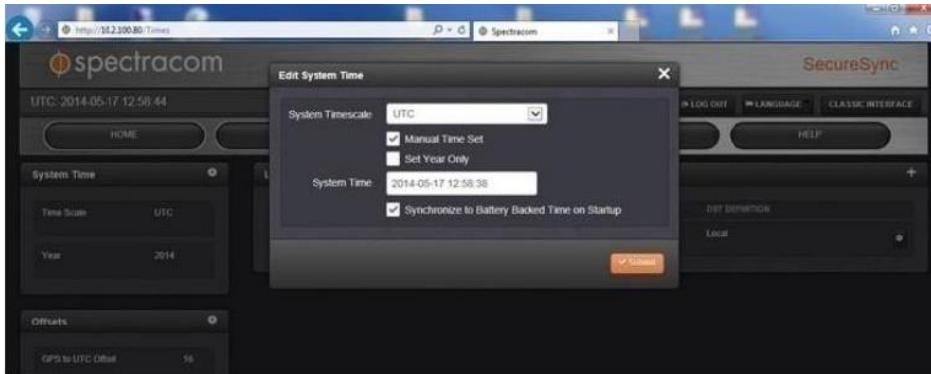 http://10.2.100.80/Times
Spectracom
spectracom
SecureSync
UTC: 2014-05-17 12:58:44
LOG OUT
LANGUAGE
CLASSIC INTERFACE
HOME
HELP
Edit System Time
System Timescale
UTC
Manual Time Set
Set Year Only
System Time
2014-05-17 12:58:38
Synchronize to Battery Backed Time on Startup
Submit
System Time
Time Scale UTC
Year 2014
DST DEFINITION
Local
Offsets
GPS to UTC Offset 16